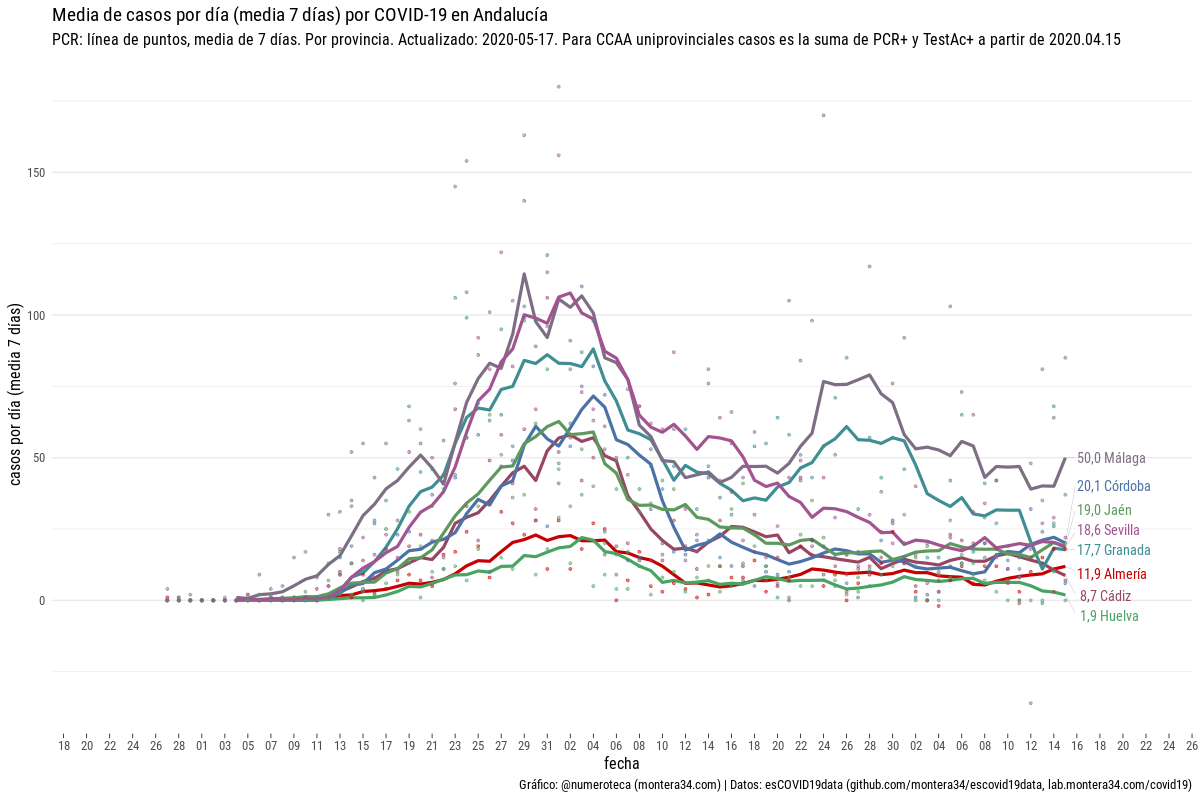 Media de casos por día (media 7 días) por COVID-19 en Andalucía
PCR: línea de puntos, media de 7 días. Por provincia. Actualizado: 2020-05-17. Para CCAA uniprovinciales casos es la suma de PCR+ y TestAc+ a partir de 2020.04.15
casos por día (media 7 días)
150
100
50
0
50,0 Málaga
20,1 Córdoba
19,0 Jaén
18,6 Sevilla
17,7 Granada
11,9 Almería
8,7 Cádiz
1,9 Huelva
18 20 22 24 26 28 01 03 05 07 09 11 13 15 17 19 21 23 25 27 29 31 02 04 06 08 10 12 14 16 18 20 22 24 26 28 30 02 04 06 08 10 12 14 16 18 20 22 24 26
fecha
Gráfico: @numeroteca (montera34.com) | Datos: esCOVID19data (github.com/montera34/escovid19data, lab.montera34.com/covid19)